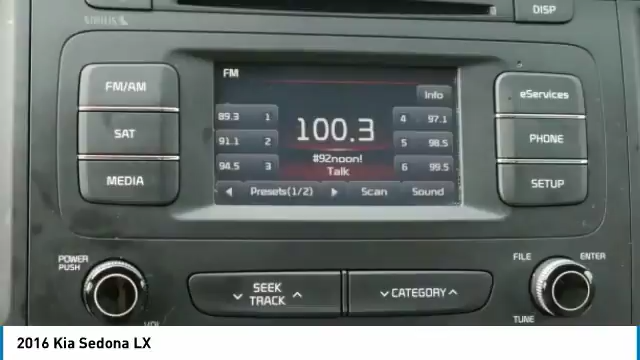 SIRIUS
DISP
FM/AM
SAT
MEDIA
FM
Info
89.3 1
91.1 2
94.5 3
100.3
#92noon!
Talk
4 97.1
5 98.5
6 99.5
Presets(1/2)
Scan
Sound
eServices
PHONE
SETUP
POWER
PUSH
VOL
SEEK
TRACK
CATEGORY
FILE
ENTER
TUNE
2016 Kia Sedona LX